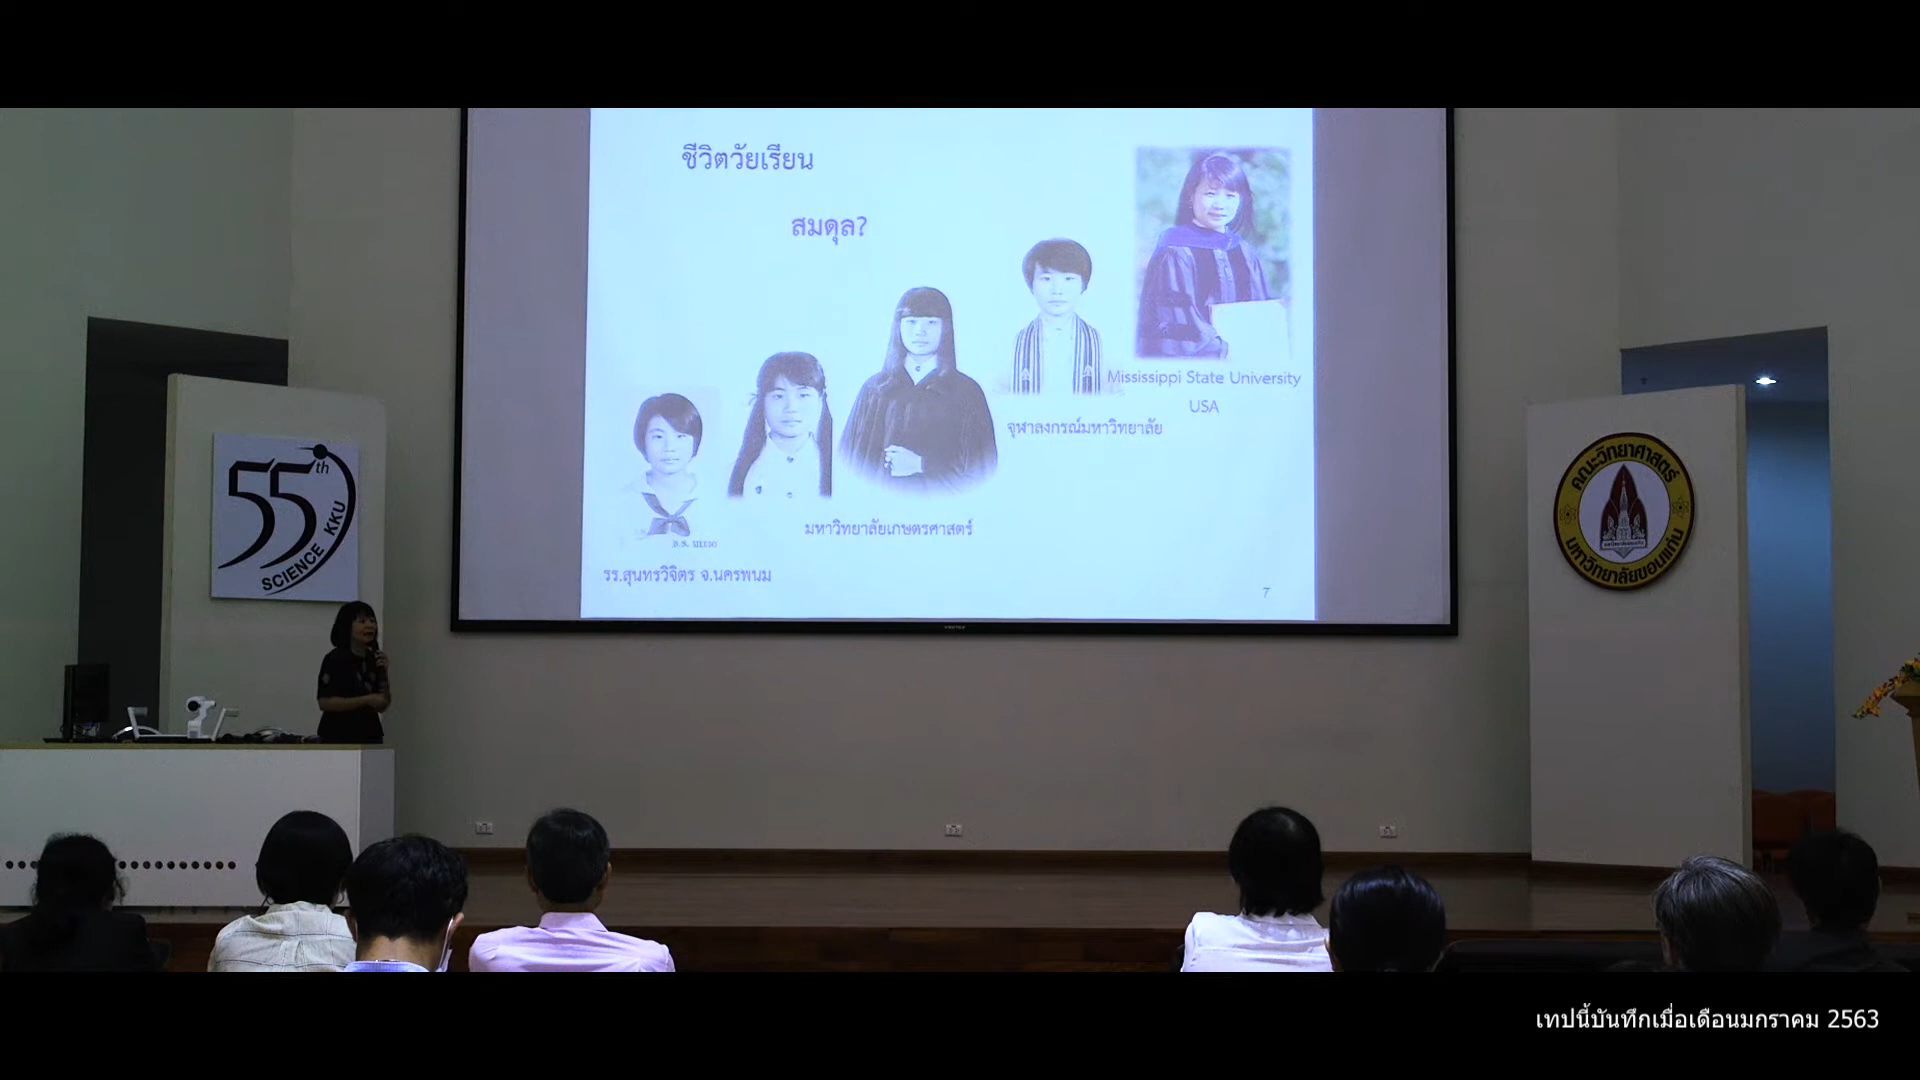 ชีวิตวัยเรียน
สมดุล?
Mississippi State University
USA
จุฬาลงกรณ์มหาวิทยาลัย
มหาวิทยาลัยเกษตรศาสตร์
รร.สุนทรวิจิตร จ.นครพนม
7
55th
SCIENCE KKU
คณะวิทยาศาสตร์
มหาวิทยาลัยขอนแก่น
เทปนี้บันทึกเมื่อเดือนมกราคม 2563